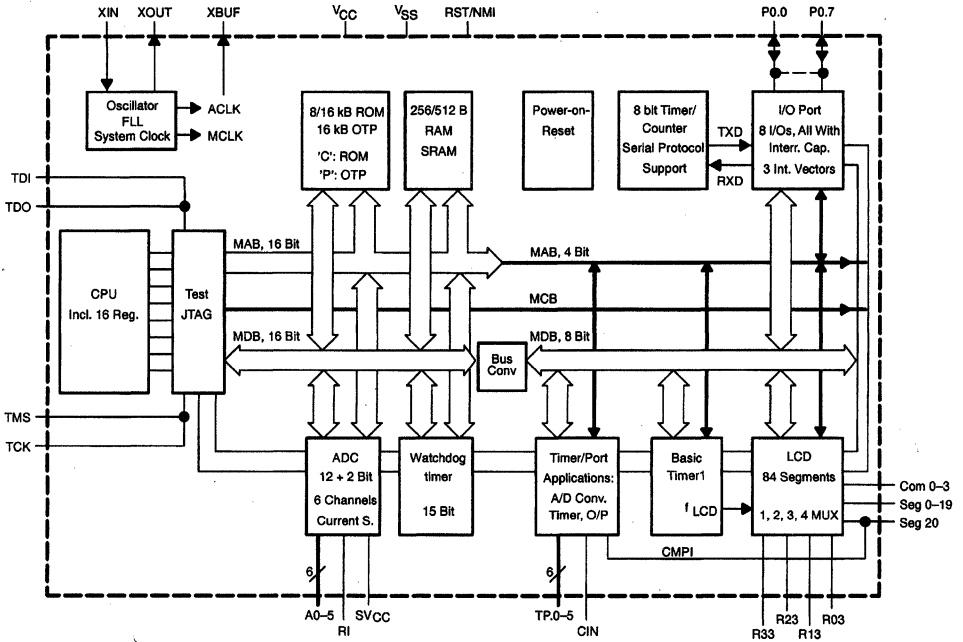 XIN XOUT XBUF VCC VSS RST/NMI P0.0 P0.7
Oscillator
FLL
System Clock
ACLK
MCLK
8/16 kB ROM
16 kB OTP
'C': ROM
'P': OTP
256/512 B
RAM
SRAM
Power-on-
Reset
8 bit Timer/
Counter
Serial Protocol
Support
TXD
RXD
I/O Port
8 I/Os, All With
Interr. Cap.
3 Int. Vectors
TDI
TDO
CPU
Incl. 16 Reg.
Test
JTAG
MAB, 16 Bit
MAB, 4 Bit
MCB
MDB, 16 Bit
Bus
Conv
MDB, 8 Bit
TMS
TCK
ADC
12 + 2 Bit
6 Channels
Current S.
Watchdog
timer
15 Bit
Timer/Port
Applications:
A/D Conv.
Timer, O/P
Basic
Timer1
f LCD
LCD
84 Segments
1, 2, 3, 4 MUX
Com 0–3
Seg 0–19
Seg 20
CMPI
6
6
A0–5
RI
SVCC
TP.0–5
CIN
R33
R23
R13
R03